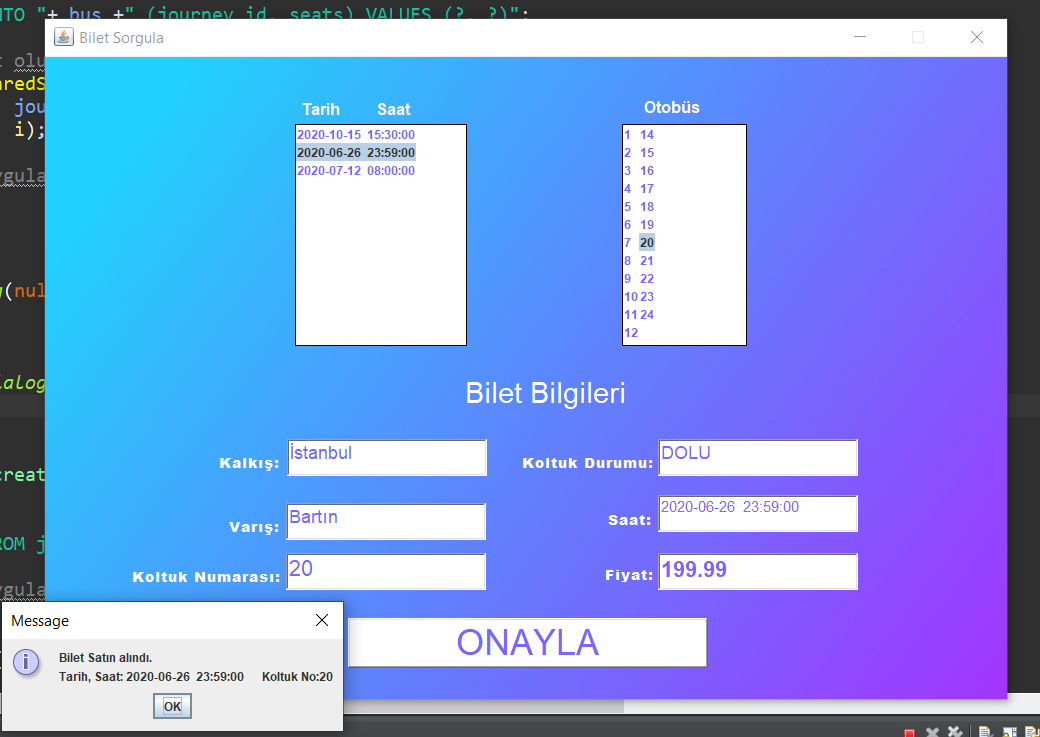 NTO "+ bus +" (journey_id, seats) VALUES (?, ?)";
Bilet Sorgula
Tarih Saat
Otobüs
2020-10-15 15:30:00
2020-06-26 23:59:00
2020-07-12 08:00:00
1 14
2 15
3 16
4 17
5 18
6 19
7 20
8 21
9 22
10 23
11 24
12
t olu
aredS
jou
i);
ygula
(nul
ialog
creat
ROM j
ygula
Bilet Bilgileri
Kalkış: İstanbul
Koltuk Durumu: DOLU
Varış: Bartın
Saat: 2020-06-26 23:59:00
Koltuk Numarası: 20
Fiyat: 199.99
ONAYLA
Message
Bilet Satın alındı.
Tarih, Saat: 2020-06-26 23:59:00 Koltuk No:20
OK